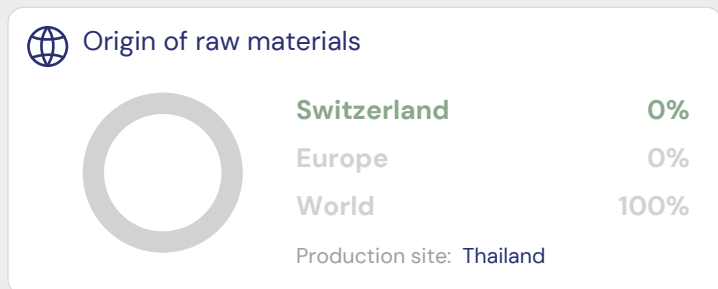 Origin of raw materials
Switzerland 0%
Europe 0%
World 100%
Production site: Thailand